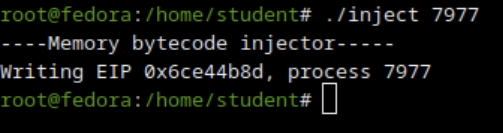 root@fedora:/home/student# ./inject 7977
----Memory bytecode injector-----
Writing EIP 0x6ce44b8d, process 7977
root@fedora:/home/student#